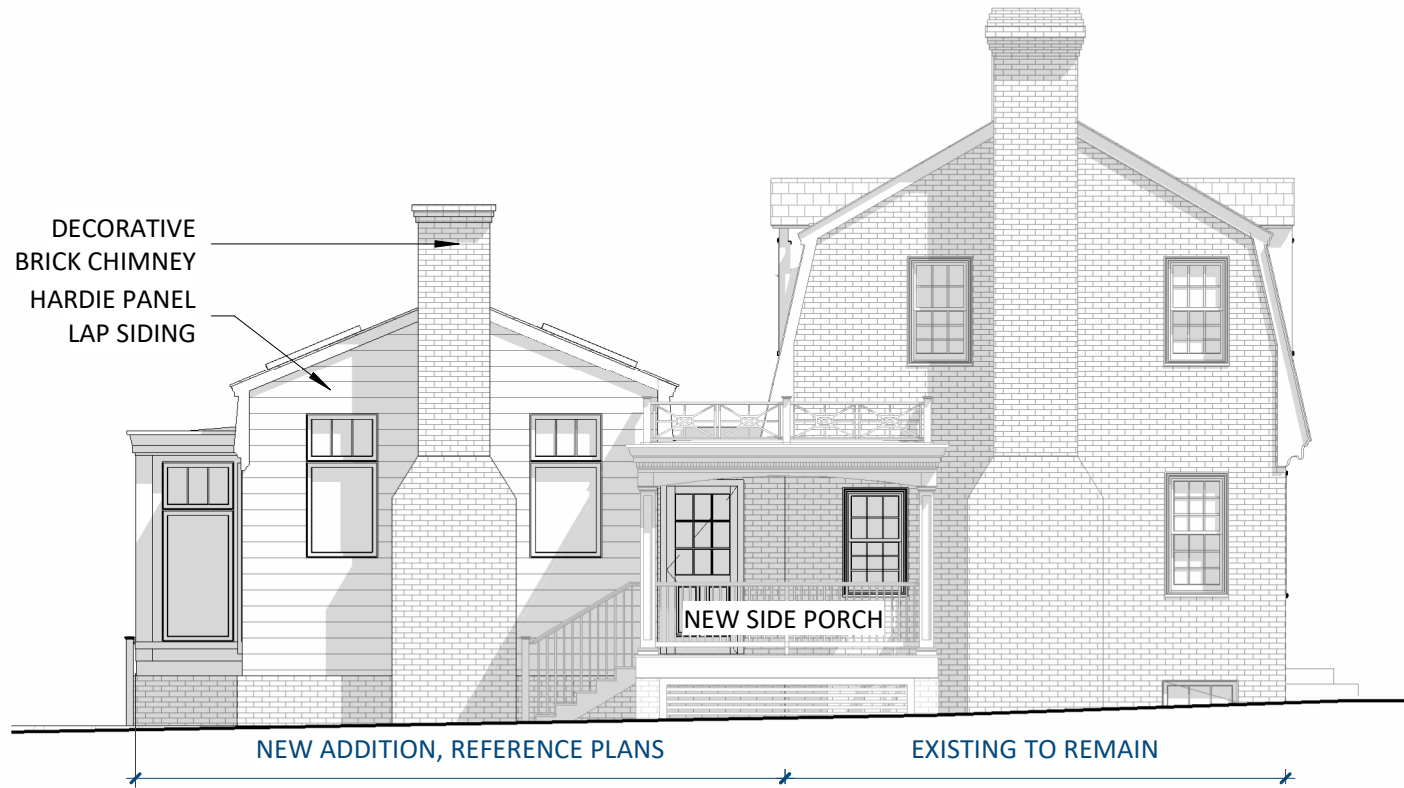 DECORATIVE
BRICK CHIMNEY
HARDIE PANEL
LAP SIDING
NEW SIDE PORCH
NEW ADDITION, REFERENCE PLANS
EXISTING TO REMAIN